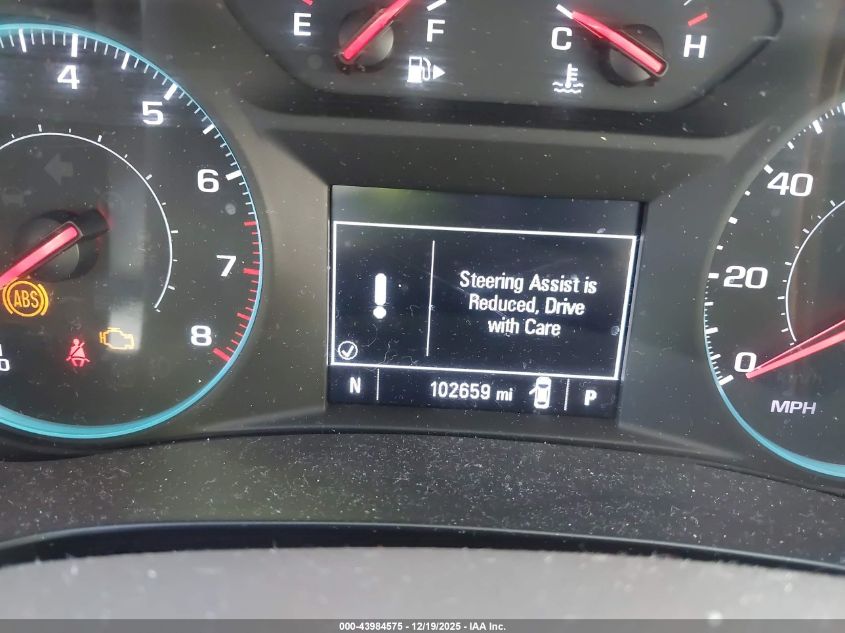 E
F
C
H
4
5
6
7
8
ABS
Steering Assist is
Reduced, Drive
with Care
N
102659 mi
P
40
20
0
MPH
000-43984575 - 12/19/2025 - IAA Inc.